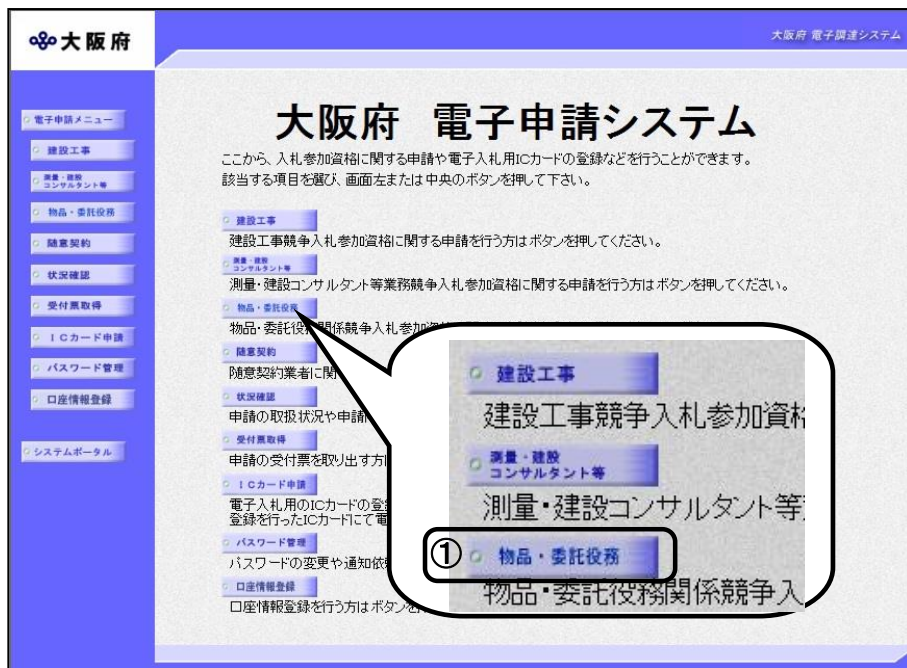 大阪府
大阪府 電子調達システム
電子申請メニュー
建設工事
測量・建設
コンサルタント等
物品・委託役務
随意契約
状況確認
受付票取得
ICカード申請
パスワード管理
口座情報登録
システムポータル
大阪府 電子申請システム
ここから、入札参加資格に関する申請や電子入札用ICカードの登録などを行うことができます。
該当する項目を選び、画面左または中央のボタンを押して下さい。
建設工事
建設工事競争入札参加資格に関する申請を行う方はボタンを押してください。
測量・建設
コンサルタント等
測量・建設コンサルタント等業務競争入札参加資格に関する申請を行う方はボタンを押してください。
物品・委託役務
物品・委託役務関係競争入札参加
随意契約
随意契約業者に関
状況確認
申請の取扱状況や申請
受付票取得
申請の受付票を取り出す方
ICカード申請
電子入札用のICカードの登
登録を行ったICカードにて電
パスワード管理
パスワードの変更や通知依
口座情報登録
口座情報登録を行う方はボタンを
建設工事
建設工事競争入札参加資格
測量・建設
コンサルタント等
測量・建設コンサルタント等
① 物品・委託役務
物品・委託役務関係競争入